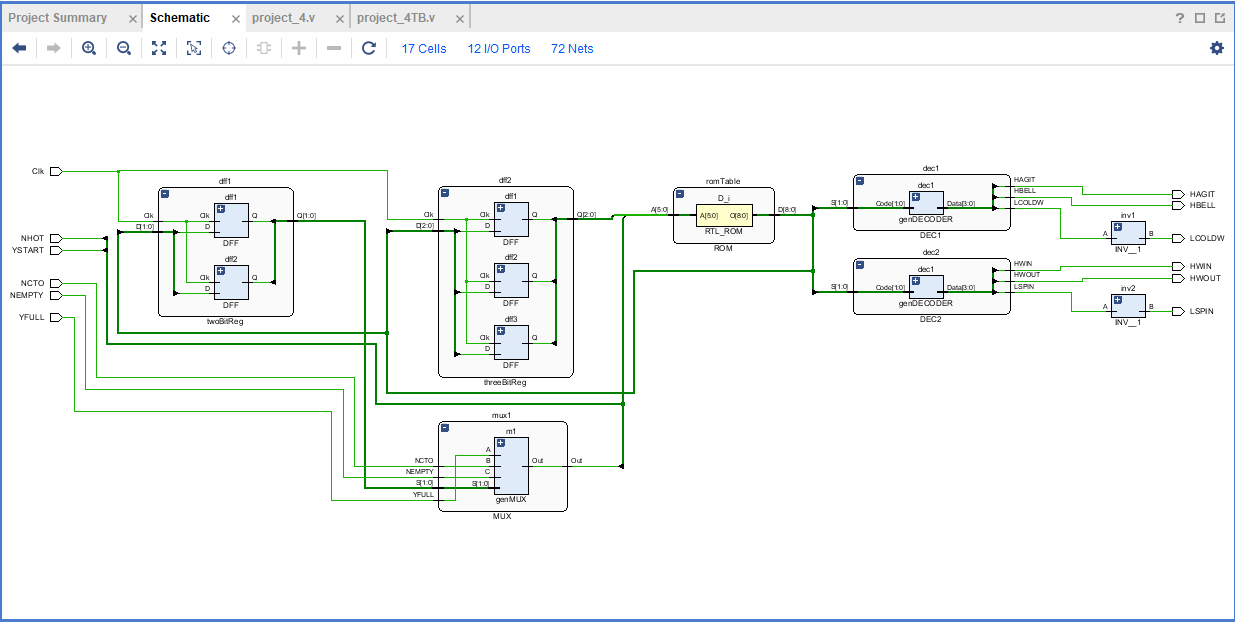 Project Summary × Schematic × project_4.v × project_4TB.v ×
17 Cells 12 I/O Ports 72 Nets
Clk
NHOT
YSTART
NCTO
NEMPTY
YFULL
dff1
Clk
D[1:0]
dff1
Clk
D
Q
DFF
dff2
Clk
D
Q
DFF
Q[1:0]
twoBitReg
dff2
Clk
D[2:0]
dff1
Clk
D
Q
DFF
dff2
Clk
D
Q
DFF
dff3
Clk
D
Q
DFF
Q[2:0]
threeBitReg
mux1
NCTO
NEMPTY
S[1:0]
YFULL
m1
A
B
C
S[1:0]
Out
genMUX
Out
MUX
romTable
A[5:0]
D_i
A[5:0] O[8:0]
RTL_ROM
D[8:0]
ROM
dec1
S[1:0]
dec1
Code[1:0]
Data[3:0]
genDECODER
HAGIT
HBELL
LCOLDW
DEC1
dec2
S[1:0]
dec1
Code[1:0]
Data[3:0]
genDECODER
HWIN
HWOUT
LSPIN
DEC2
inv1
A
B
INV__1
inv2
A
B
INV__1
HAGIT
HBELL
LCOLDW
HWIN
HWOUT
LSPIN